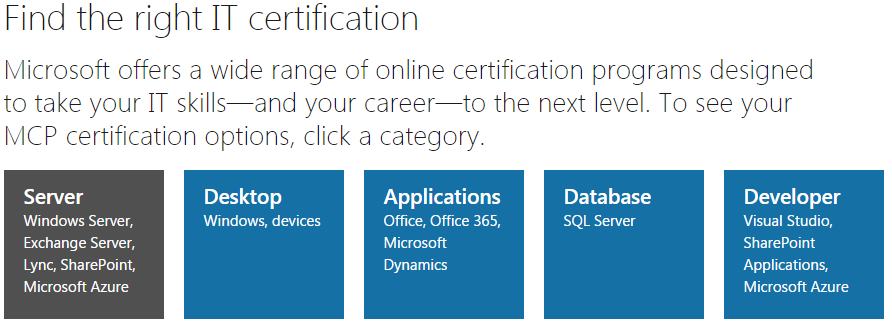 Find the right IT certification
Microsoft offers a wide range of online certification programs designed
to take your IT skills—and your career—to the next level. To see your
MCP certification options, click a category.
Server
Windows Server,
Exchange Server,
Lync, SharePoint,
Microsoft Azure
Desktop
Windows, devices
Applications
Office, Office 365,
Microsoft
Dynamics
Database
SQL Server
Developer
Visual Studio,
SharePoint
Applications,
Microsoft Azure